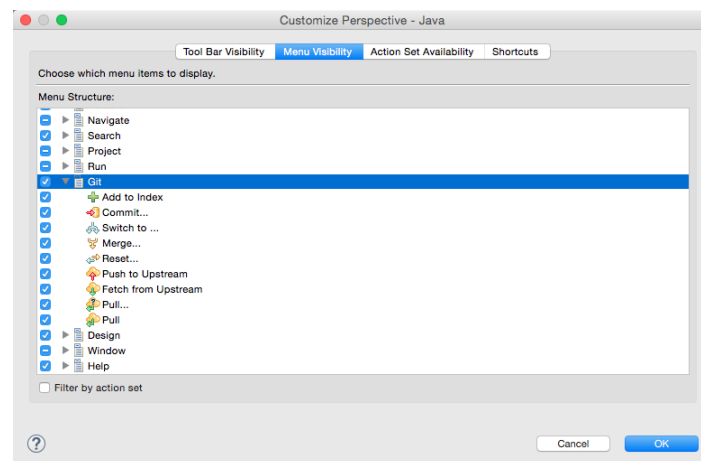 Customize Perspective - Java
Tool Bar Visibility Menu Visibility Action Set Availability Shortcuts
Choose which menu items to display.
Menu Structure:
Navigate
Search
Project
Run
Git
Add to Index
Commit...
Switch to ...
Merge...
Reset...
Push to Upstream
Fetch from Upstream
Pull...
Pull
Design
Window
Help
Filter by action set
?
Cancel OK